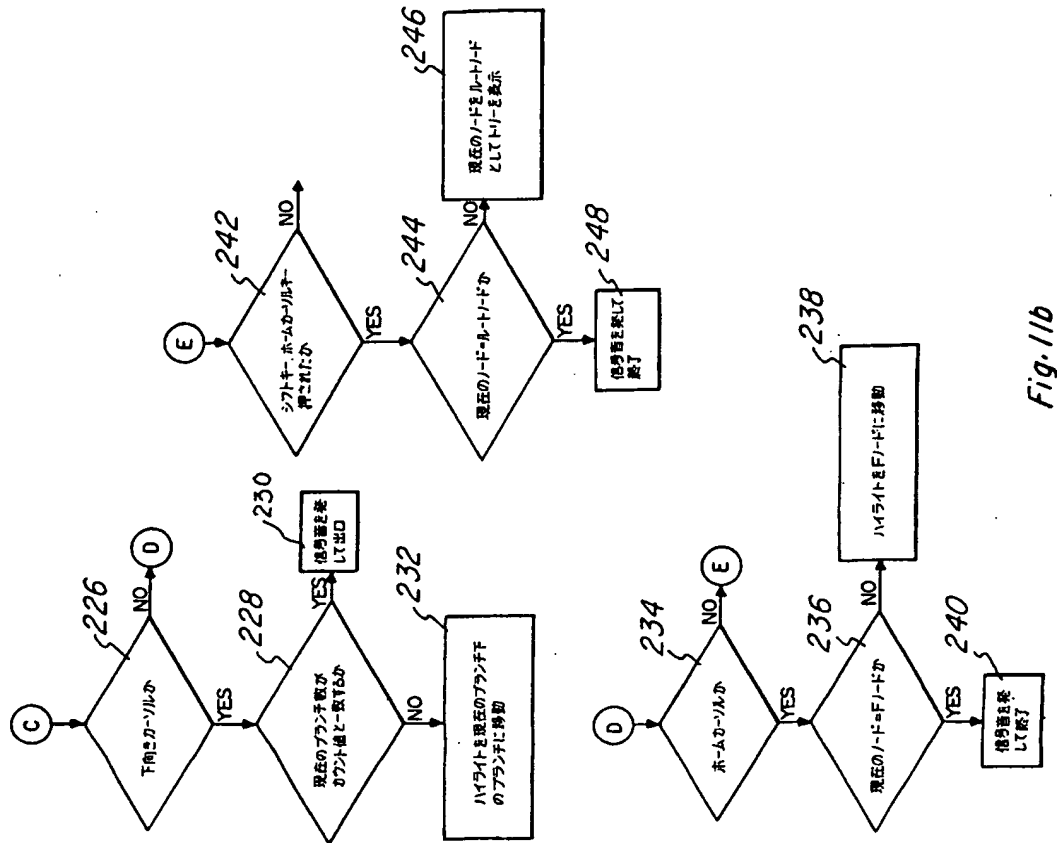 C
226
下向きカーソルか
NO
D
YES
228
現在のブランチ数が
カウント値と一致するか
YES
230
信号音を発
して出口
NO
232
ハイライトを現在のブランチ下
のブランチに移動
D
234
ホームカーソルか
NO
E
YES
236
現在のノード=Fノードか
NO
238
ハイライトをFノードに移動
YES
240
信号音を発
して終了
E
242
シフトキー、ホームカーソルキー
押されたか
NO
YES
244
現在のノード=ルートノードか
NO
246
現在のノードをルートノード
としてトリーを表示
YES
248
信号音を発して
終了
Fig. 11b